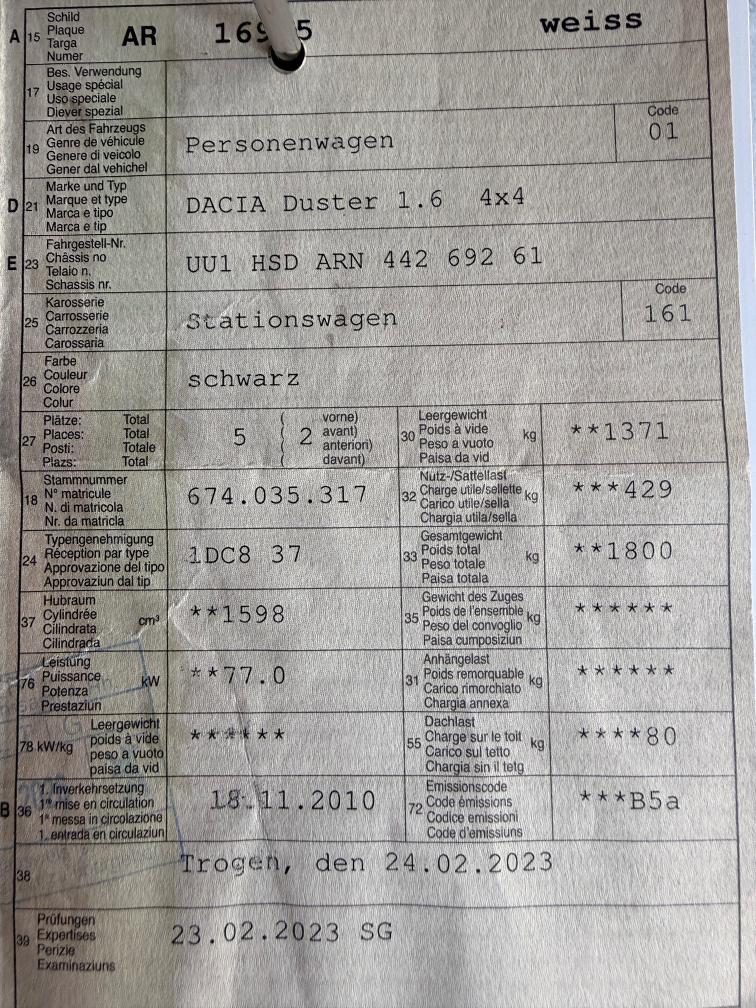 A 15 Schild AR 169 5 weiss
Plaque
Targa
Numer
17 Bes. Verwendung
Usage spécial
Uso speciale
Diever spezial
19 Art des Fahrzeugs Personenwagen Code
Genre de véhicule 01
Genere di veicolo
Gener dal vehichel
D 21 Marke und Typ DACIA Duster 1.6 4x4
Marque et type
Marca e tipo
Marca e tip
E 23 Fahrgestell-Nr. UU1 HSD ARN 442 692 61
Châssis no
Telaio n.
Schassis nr.
25 Karosserie Stationswagen Code
Carrosserie 161
Carrozzeria
Carossaria
26 Farbe schwarz
Couleur
Colore
Colur
27 Plätze: Total 5 ( 2 vorne)
Places: Total ( avant)
Posti: Totale ( anteriori)
Plazs: Total ( davant)
30 Leergewicht kg **1371
Poids à vide
Peso a vuoto
Paisa da vid
18 Stammnummer 674.035.317
N° matricule
N. di matricola
Nr. da matricla
32 Nutz-/Sattellast kg ***429
Charge utile/sellette
Carico utile/sella
Chargia utila/sella
24 Typengenehmigung 1DC8 37
Réception par type
Approvazione del tipo
Approvaziun dal tip
33 Gesamtgewicht kg **1800
Poids total
Peso totale
Paisa totala
37 Hubraum cm³ **1598
Cylindrée
Cilindrata
Cilindrada
35 Gewicht des Zuges kg ******
Poids de l'ensemble
Peso del convoglio
Paisa cumposiziun
76 Leistung kW **77.0
Puissance
Potenza
Prestaziun
31 Anhängelast kg ******
Poids remorquable
Carico rimorchiato
Chargia annexa
78 kW/kg Leergewicht ******
poids à vide
peso a vuoto
paisa da vid
55 Dachlast kg ****80
Charge sur le toit
Carico sul tetto
Chargia sin il tetg
B 36 1. Inverkehrsetzung 18.11.2010
1re mise en circulation
1a messa in circolazione
1. entrada en circulaziun
72 Emissionscode ***B5a
Code émissions
Codice emissioni
Code d'emissiuns
38 Trogen, den 24.02.2023
39 Prüfungen 23.02.2023 SG
Expertises
Perizie
Examinaziuns